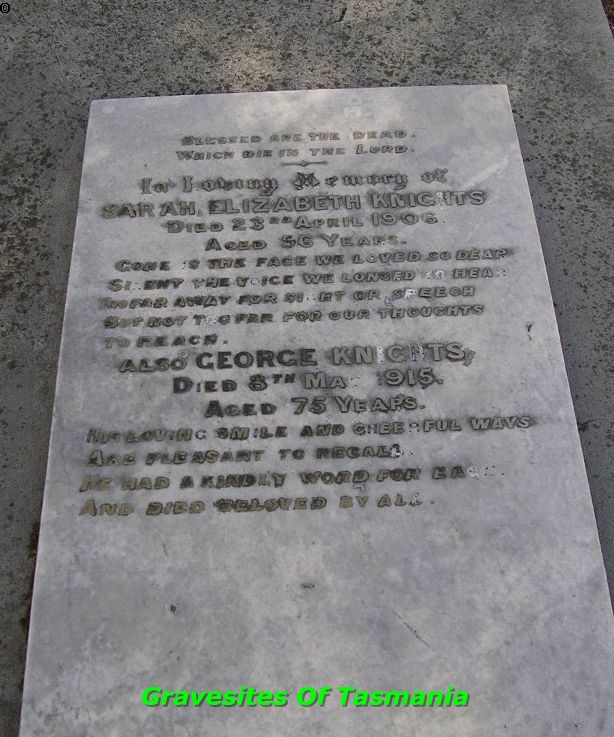 ©
BLESSED ARE THE DEAD.
WHICH DIE IN THE LORD.
In Loving Memory of
SARAH, ELIZABETH KNIGHTS
DIED 23RD APRIL 1906.
AGED 56 YEARS.
GONE IS THE FACE WE LOVED SO DEAR
SILENT THE VOICE WE LONGED TO HEAR
TOO FAR AWAY FOR SIGHT OR SPEECH
BUT NOT TOO FAR FOR OUR THOUGHTS
TO REACH.
ALSO GEORGE KNIGHTS,
DIED 8TH MAY 1915.
AGED 75 YEARS.
HIS LOVING SMILE AND CHEERFUL WAYS
ARE PLEASANT TO RECALL
HE HAD A KINDLY WORD FOR EACH
AND DIED BELOVED BY ALL.
Gravesites Of Tasmania